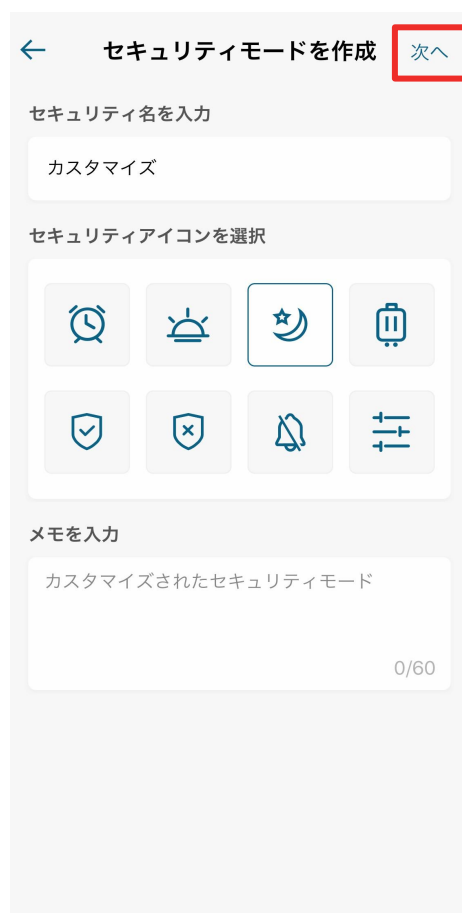 セキュリティモードを作成 次へ
セキュリティ名を入力
カスタマイズ
セキュリティアイコンを選択
メモを入力
カスタマイズされたセキュリティモード
0/60